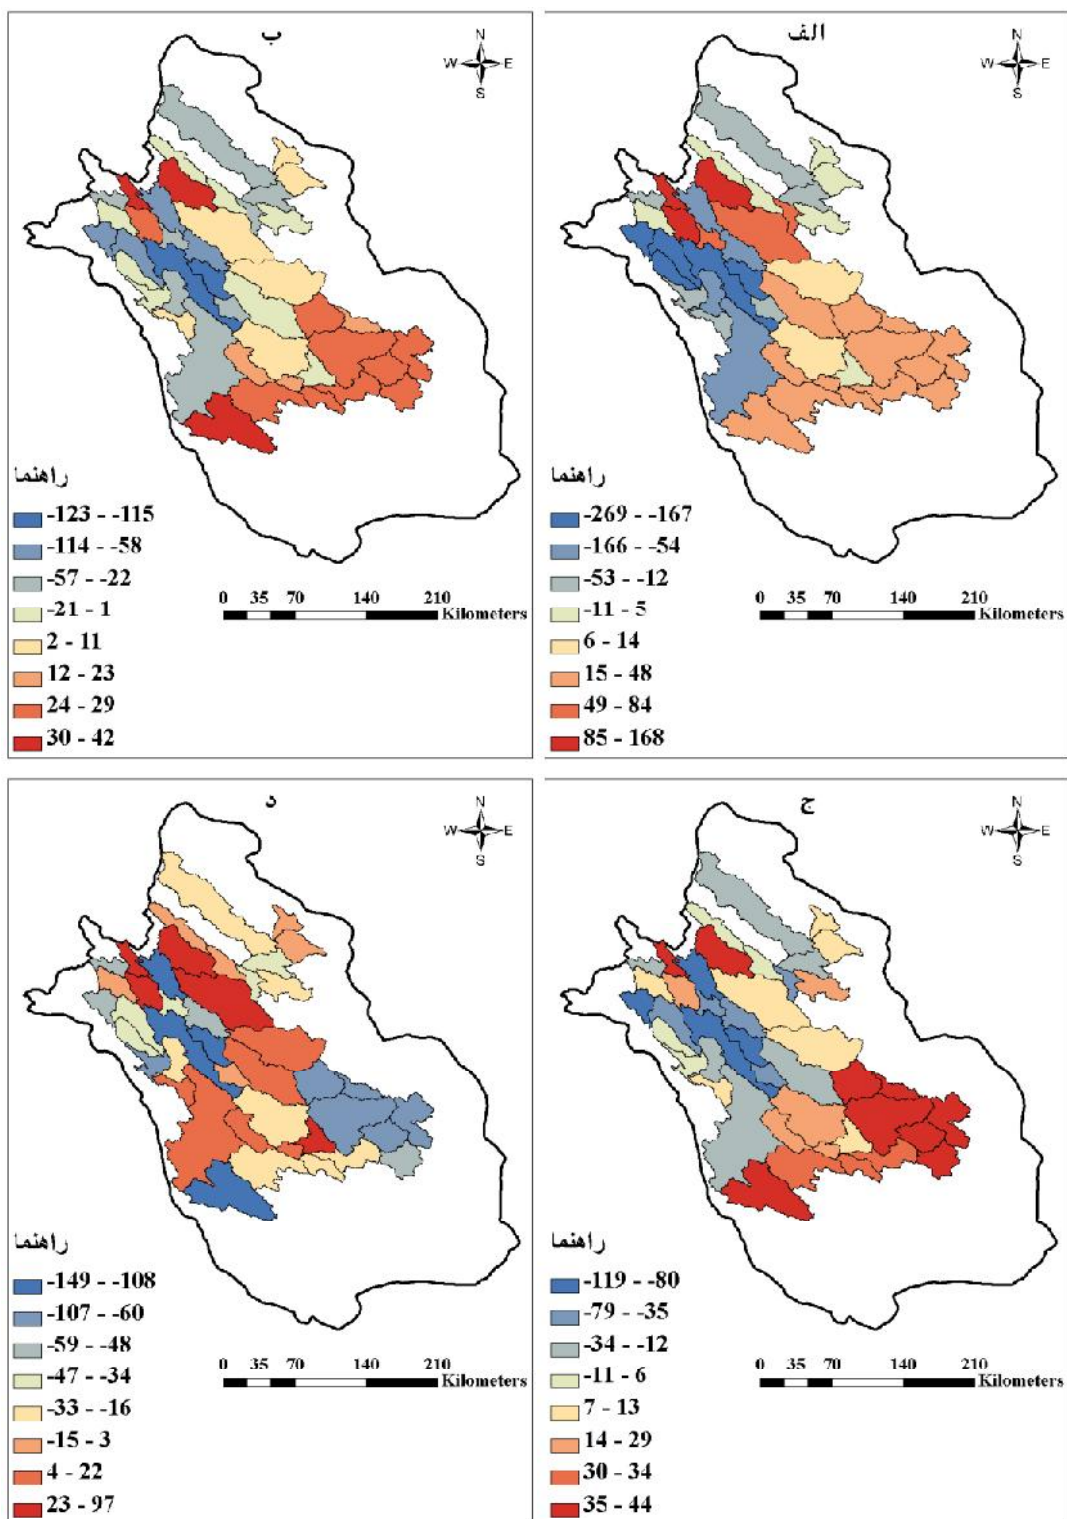 الف
N
W E
S
راهنما
-269 - -167
-166 - -54
-53 - -12
-11 - 5
6 - 14
15 - 48
49 - 84
85 - 168
0 35 70 140 210
Kilometers
ب
N
W E
S
راهنما
-123 - -115
-114 - -58
-57 - -22
-21 - 1
2 - 11
12 - 23
24 - 29
30 - 42
0 35 70 140 210
Kilometers
ج
N
W E
S
راهنما
-119 - -80
-79 - -35
-34 - -12
-11 - 6
7 - 13
14 - 29
30 - 34
35 - 44
0 35 70 140 210
Kilometers
د
N
W E
S
راهنما
-149 - -108
-107 - -60
-59 - -48
-47 - -34
-33 - -16
-15 - 3
4 - 22
23 - 97
0 35 70 140 210
Kilometers